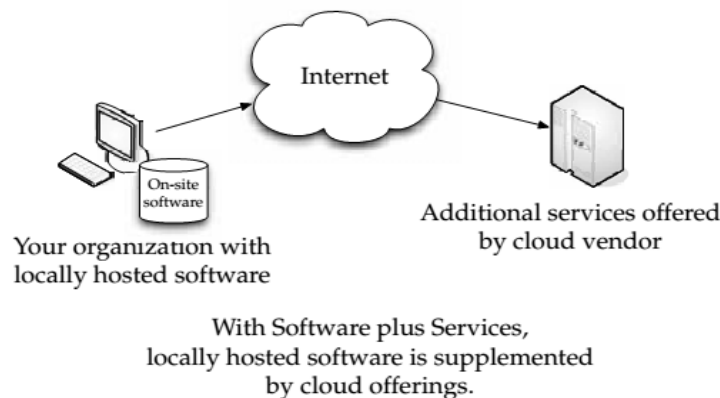 Internet
On-site
software
Your organization with
locally hosted software
Additional services offered
by cloud vendor
With Software plus Services,
locally hosted software is supplemented
by cloud offerings.